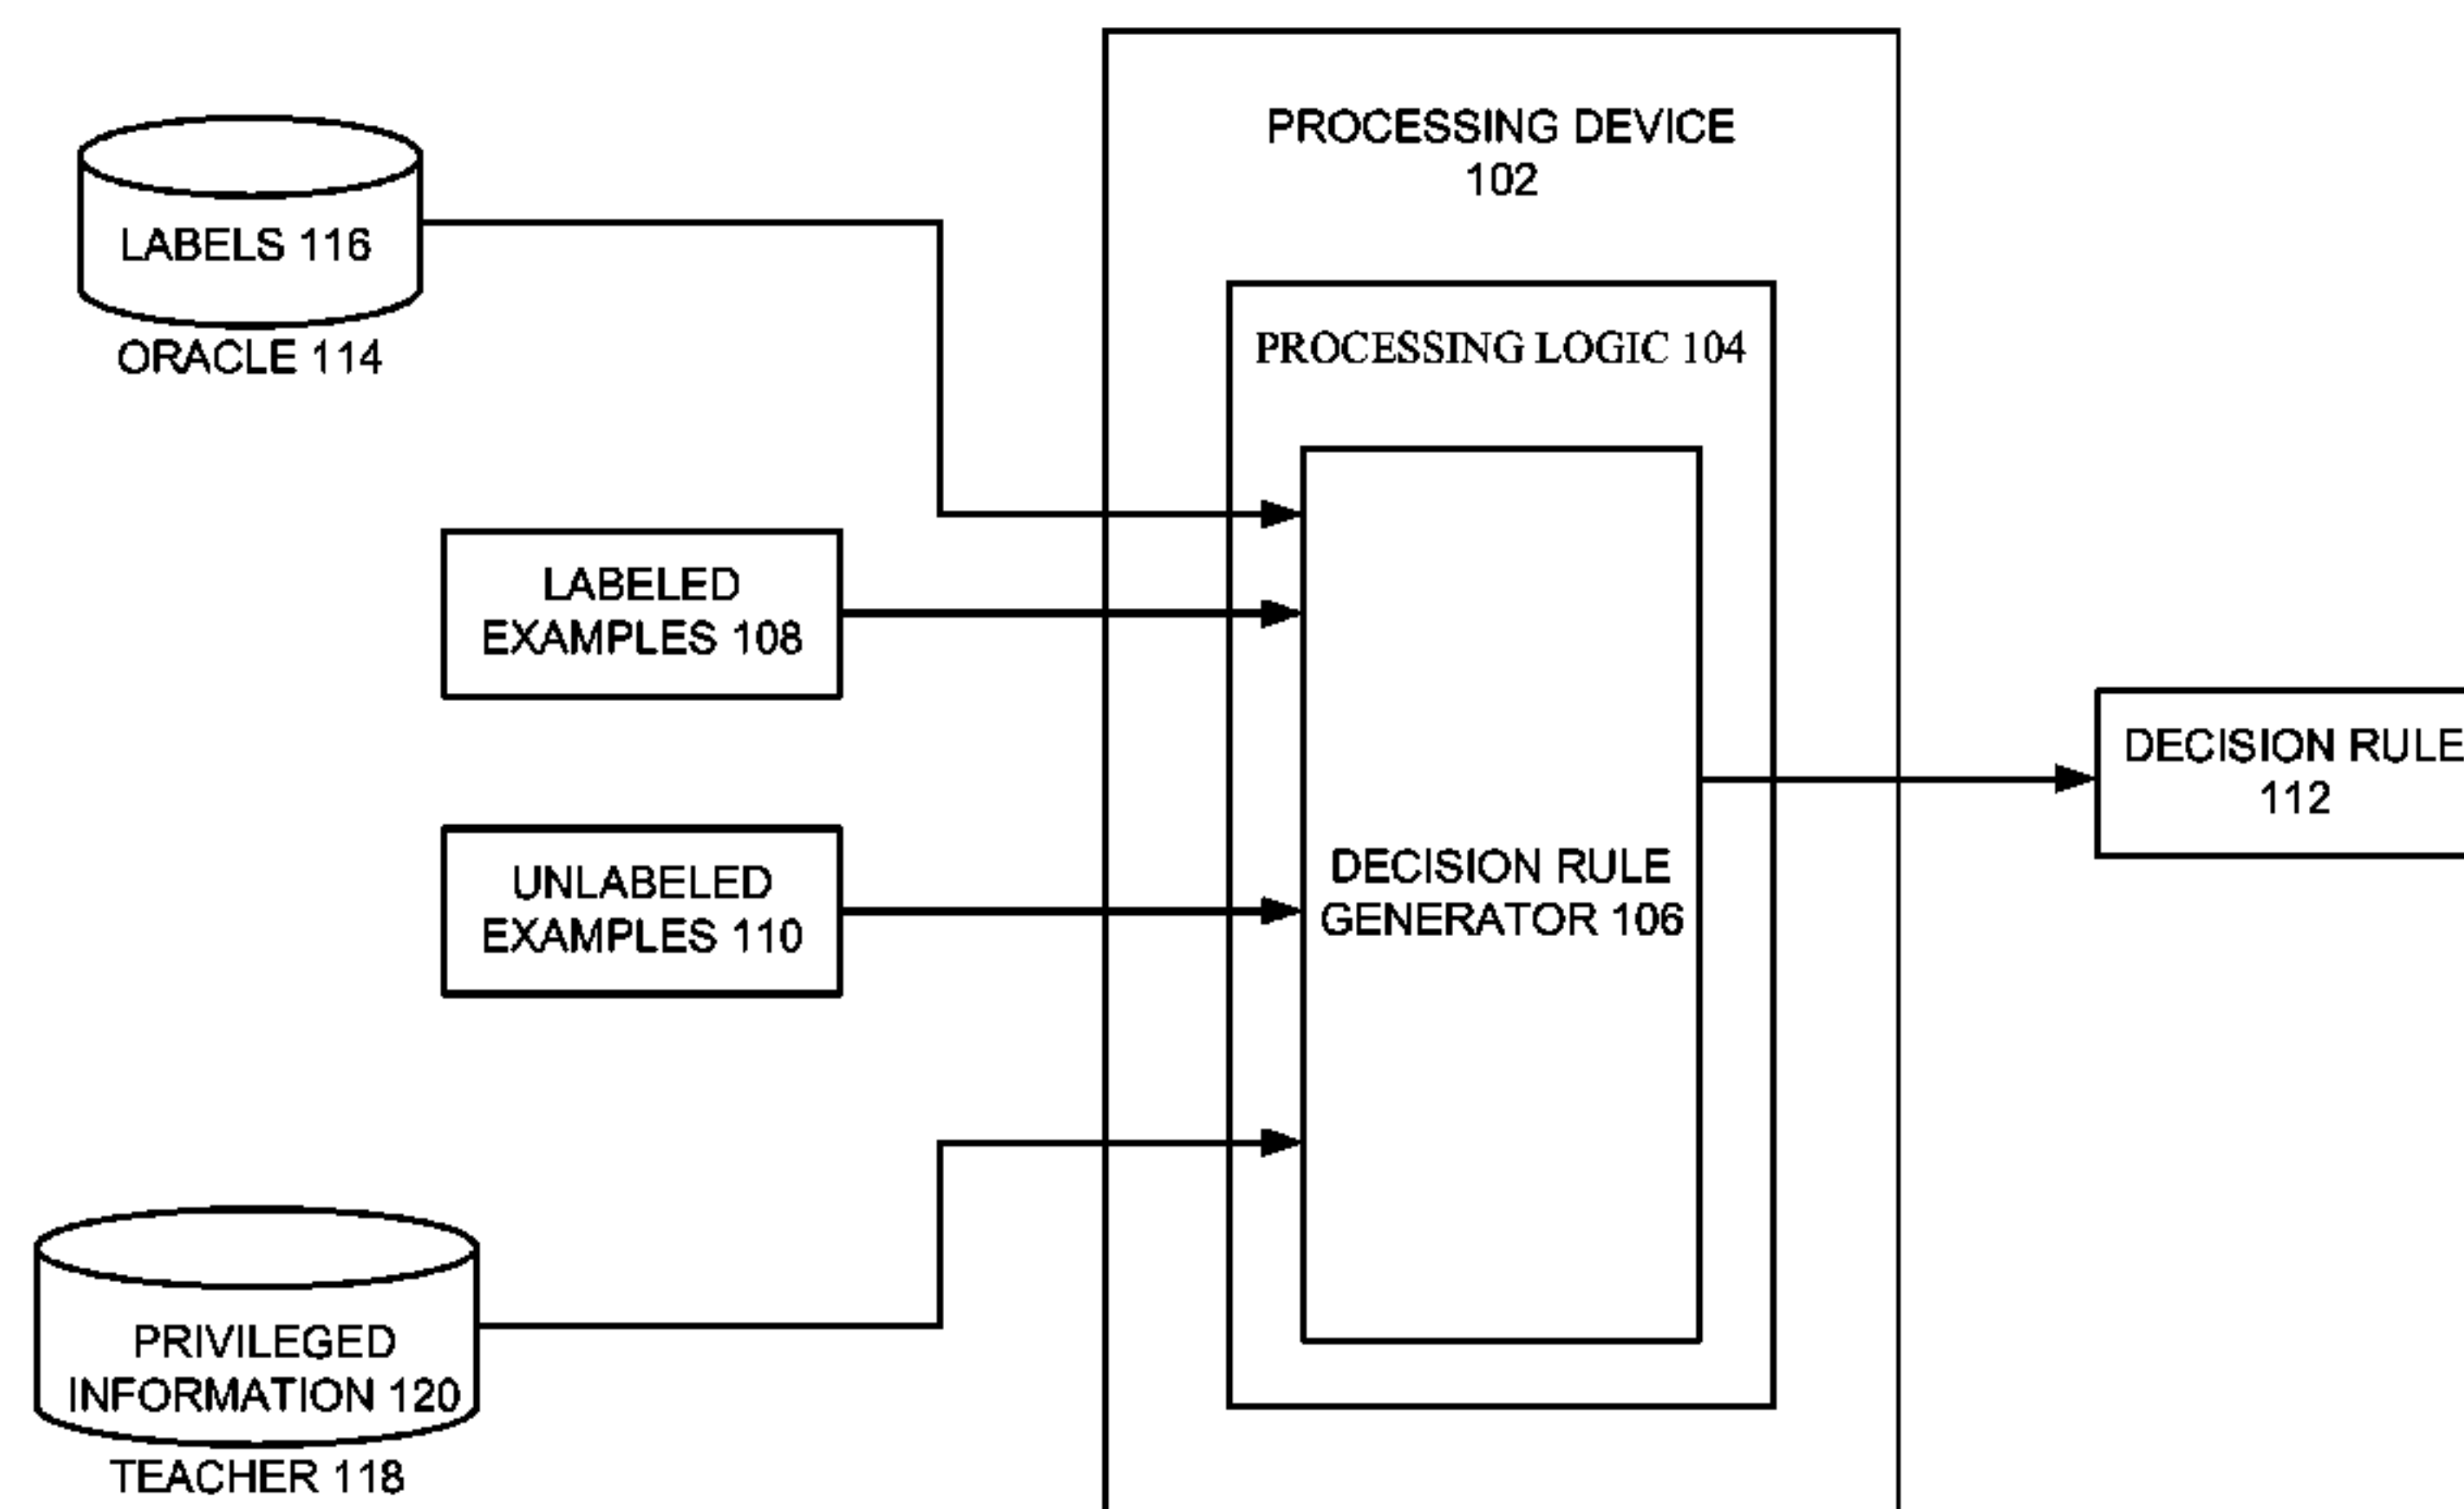 PROCESSING DEVICE
102
LABELS 116
ORACLE 114
PROCESSING LOGIC 104
LABELED
EXAMPLES 108
UNLABELED
EXAMPLES 110
DECISION RULE
GENERATOR 106
DECISION RULE
112
PRIVILEGED
INFORMATION 120
TEACHER 118